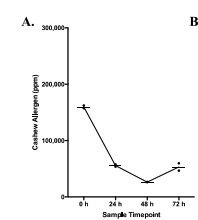 A. B
300,000
200,000
100,000
0
Cashew Allergen (ppm)
0 h 24 h 48 h 72 h
Sample Timepoint